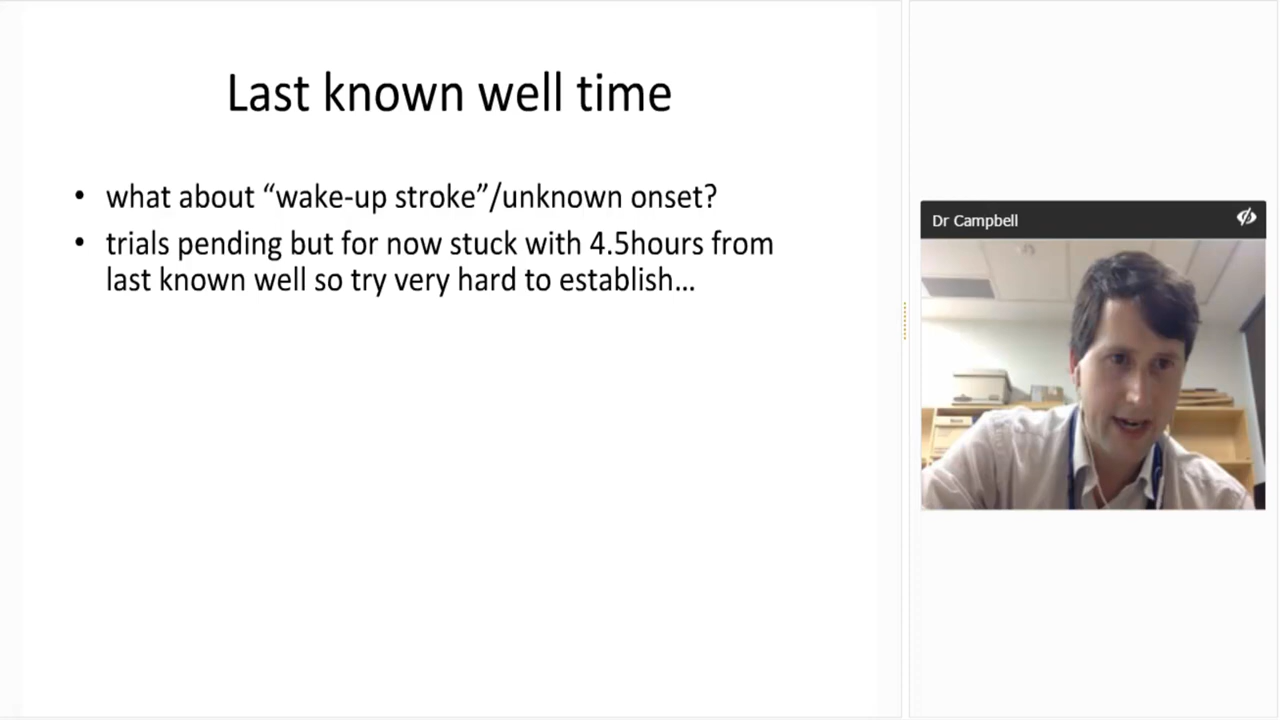 Last known well time
• what about “wake-up stroke”/unknown onset?
• trials pending but for now stuck with 4.5hours from
last known well so try very hard to establish...
Dr Campbell